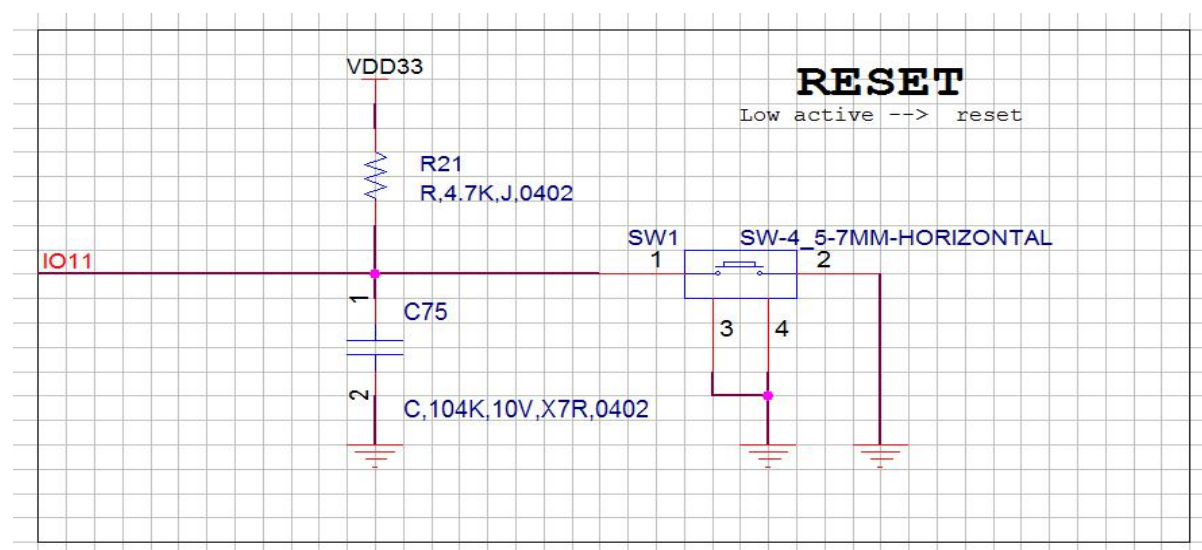 VDD33
RESET
Low active --> reset
R21
R,4.7K,J,0402
SW1
SW-4_5-7MM-HORIZONTAL
IO11
1
2
1
C75
3
4
2
C,104K,10V,X7R,0402